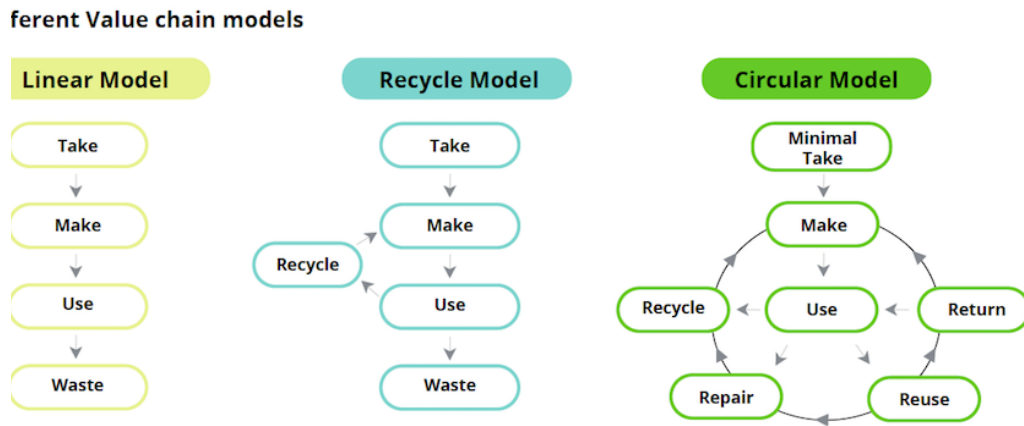 ferent Value chain models
Linear Model
Take
Make
Use
Waste
Recycle Model
Take
Make
Recycle
Use
Waste
Circular Model
Minimal
Take
Make
Recycle
Use
Return
Repair
Reuse